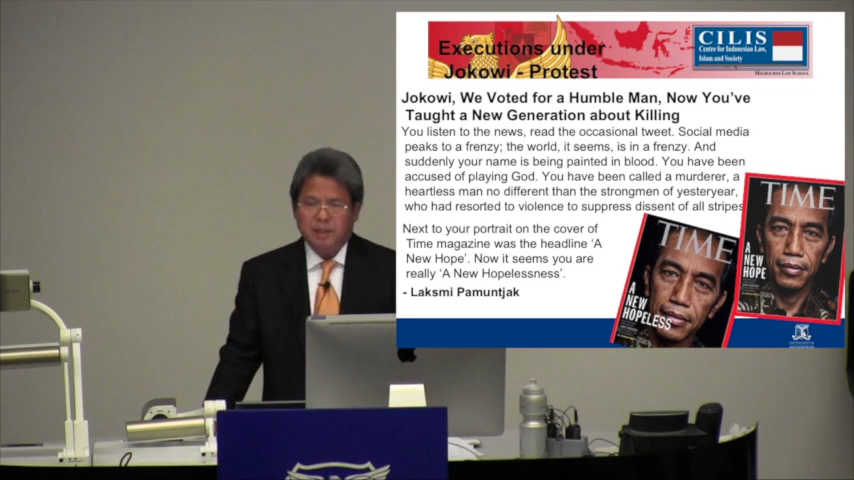 Executions under
Jokowi - Protest
CILIS
Centre for Indonesian Law,
Islam and Society
MELBOURNE LAW SCHOOL
Jokowi, We Voted for a Humble Man, Now You've
Taught a New Generation about Killing
You listen to the news, read the occasional tweet. Social media
peaks to a frenzy; the world, it seems, is in a frenzy. And
suddenly your name is being painted in blood. You have been
accused of playing God. You have been called a murderer, a
heartless man no different than the strongmen of yesteryear,
who had resorted to violence to suppress dissent of all stripes
Next to your portrait on the cover of
Time magazine was the headline 'A
New Hope'. Now it seems you are
really 'A New Hopelessness'.
- Laksmi Pamuntjak
TIME
A
NEW
HOPELESS
TIME
A
NEW
HOPE